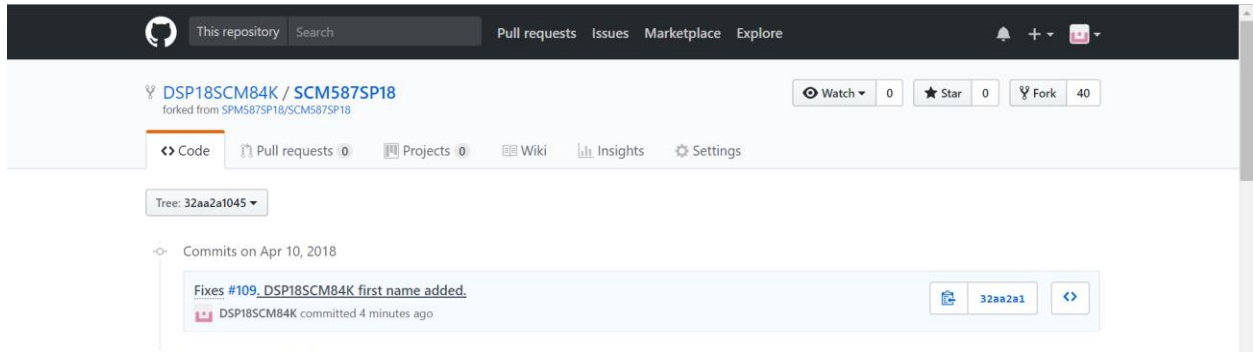 This repository Search Pull requests Issues Marketplace Explore
DSP18SCM84K / SCM587SP18 Watch 0 Star 0 Fork 40
forked from SPM587SP18/SCM587SP18
<> Code Pull requests 0 Projects 0 Wiki Insights Settings
Tree: 32aa2a1045
Commits on Apr 10, 2018
Fixes #109. DSP18SCM84K first name added.
DSP18SCM84K committed 4 minutes ago
32aa2a1 <>